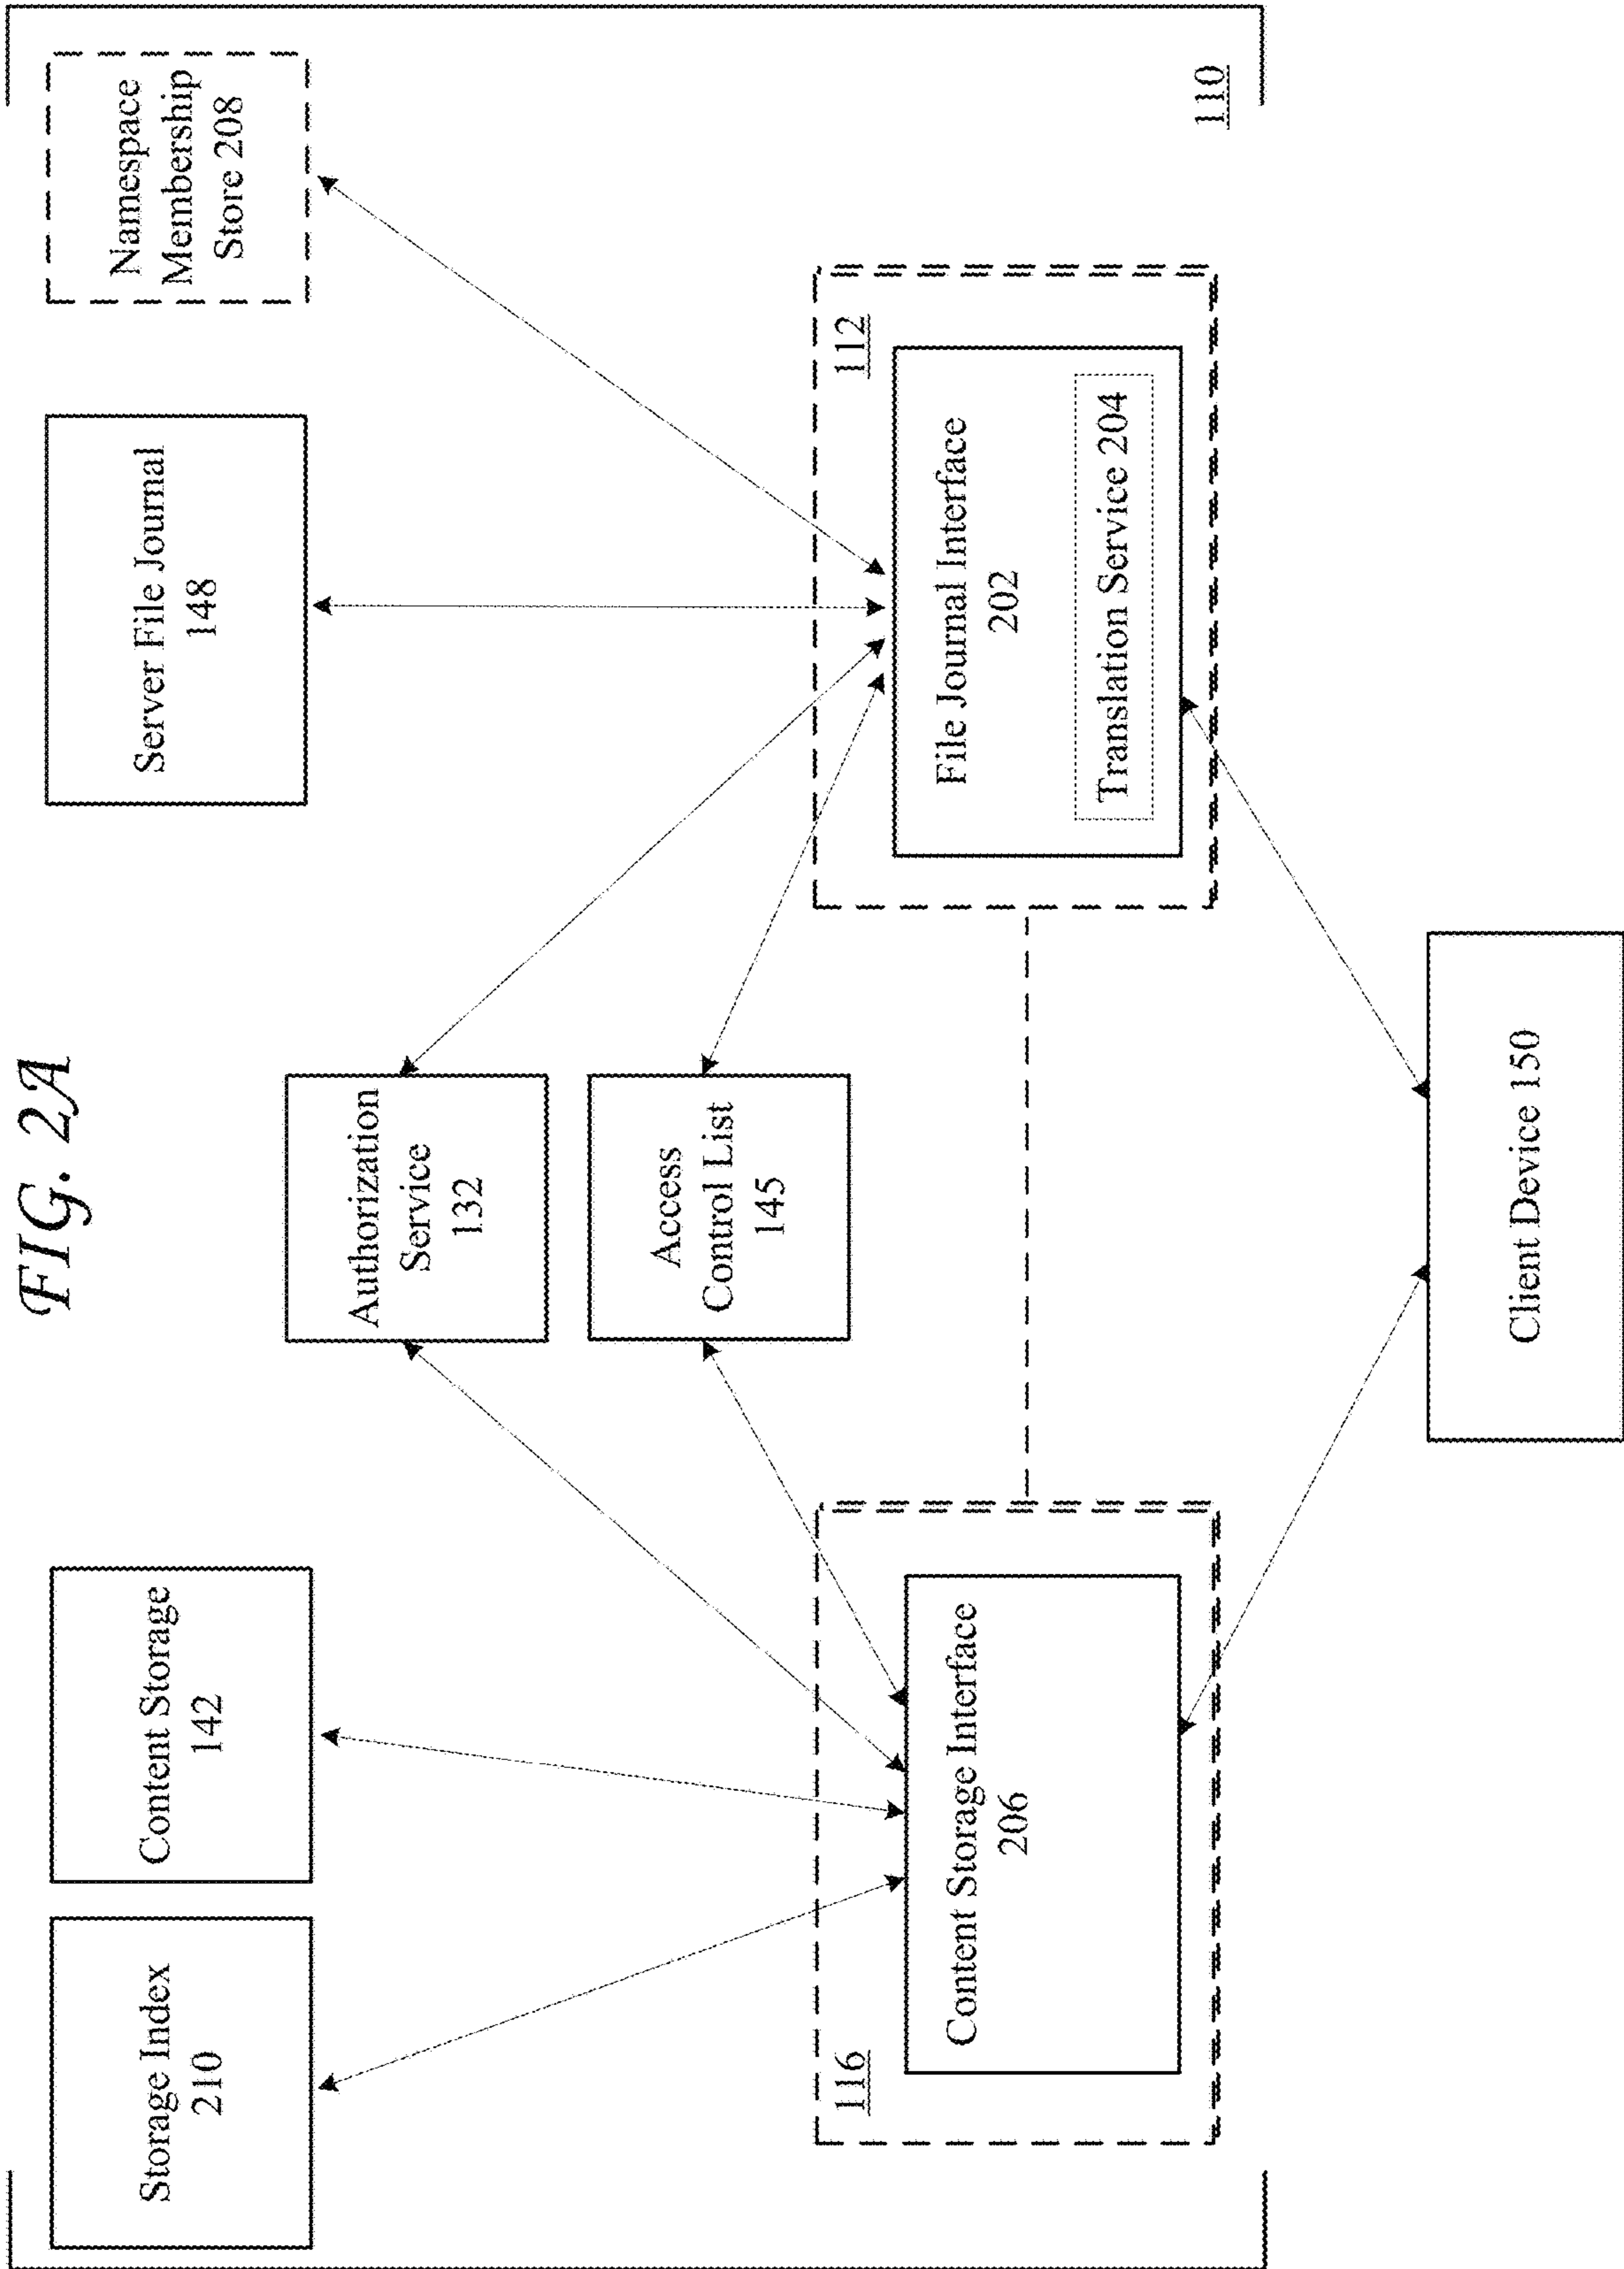 FIG. 2A
Storage Index
210
Content Storage
142
Authorization
Service
132
Access
Control List
145
Server File Journal
148
Namespace
Membership
Store 208
116
Content Storage Interface
206
112
File Journal Interface
202
Translation Service 204
110
Client Device 150